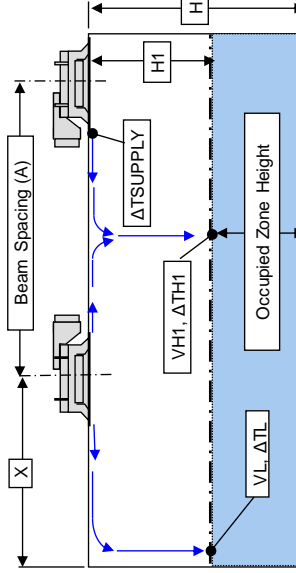 Beam Spacing (A)
X
H
H1
ΔTSUPPLY
VH1, ΔTH1
VL, ΔTL
Occupied Zone Height